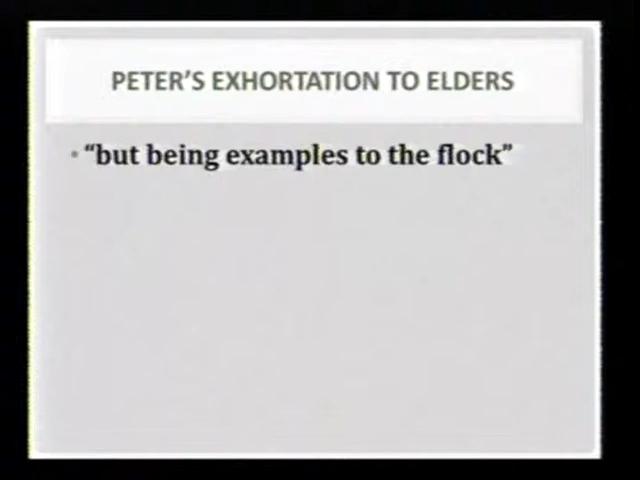 PETER'S EXHORTATION TO ELDERS
• “but being examples to the flock”